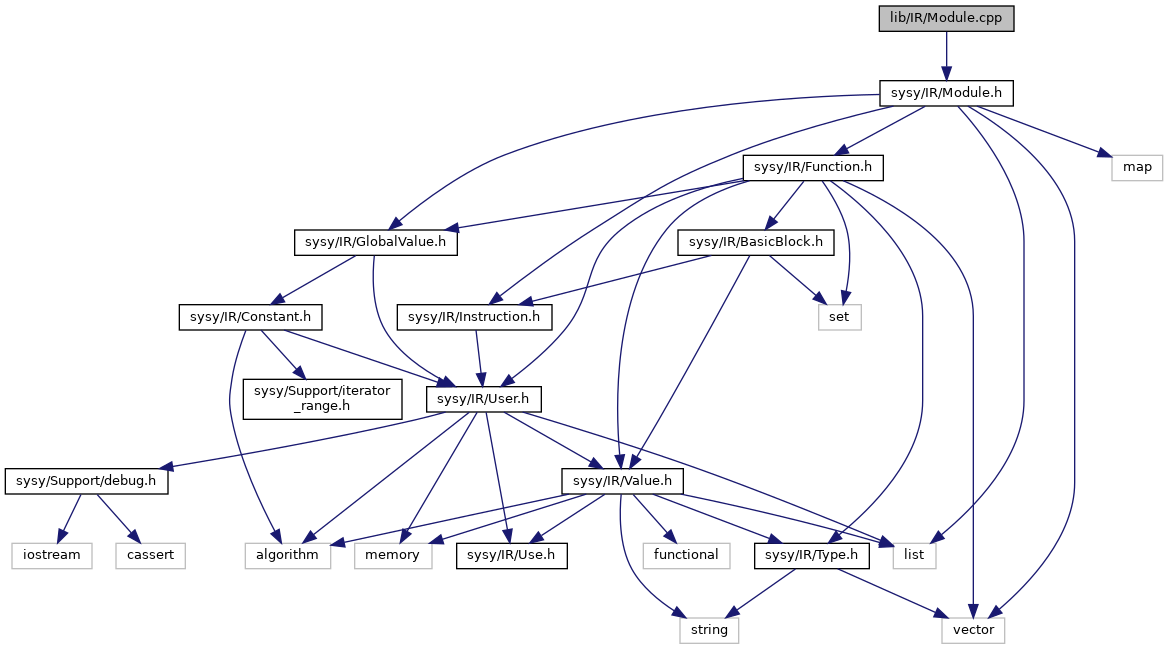 lib/IR/Module.cpp
sysy/IR/Module.h
sysy/IR/Function.h
map
sysy/IR/GlobalValue.h
sysy/IR/BasicBlock.h
sysy/IR/Constant.h
sysy/IR/Instruction.h
set
sysy/Support/iterator
_range.h
sysy/IR/User.h
sysy/Support/debug.h
sysy/IR/Value.h
iostream
cassert
algorithm
memory
sysy/IR/Use.h
functional
sysy/IR/Type.h
list
string
vector